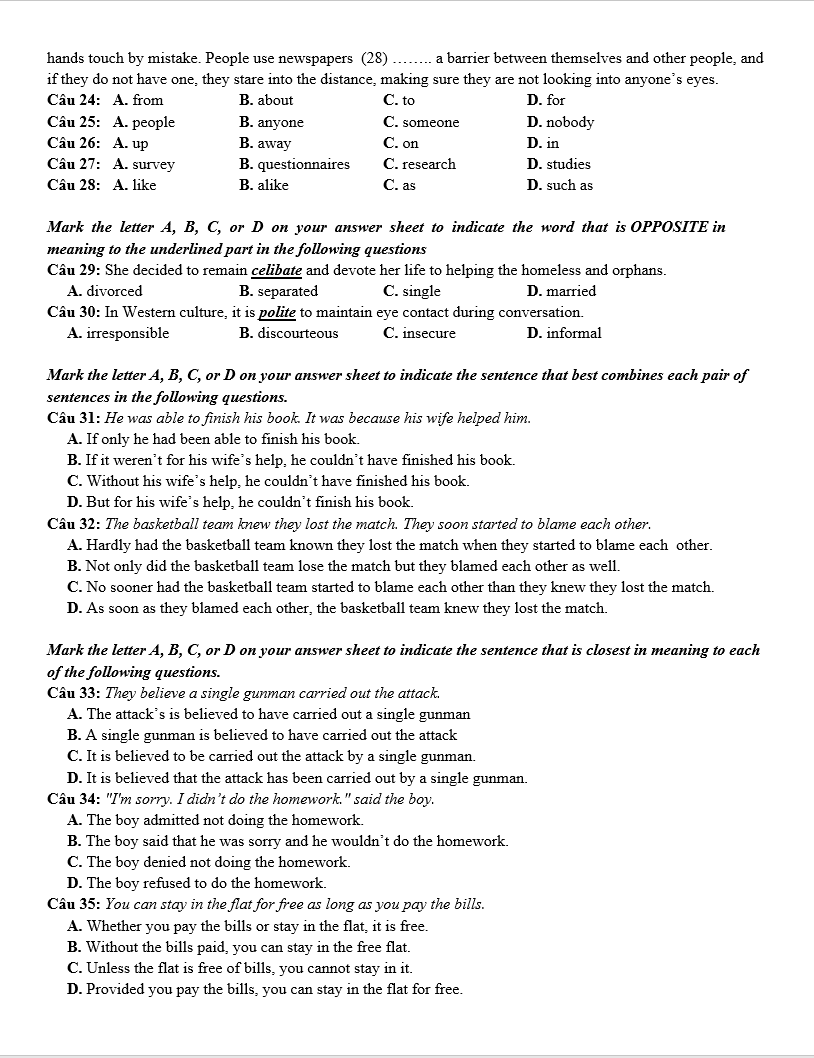 hands touch by mistake. People use newspapers (28) …….. a barrier between themselves and other people, and
if they do not have one, they stare into the distance, making sure they are not looking into anyone’s eyes.
Câu 24: A. from B. about C. to D. for
Câu 25: A. people B. anyone C. someone D. nobody
Câu 26: A. up B. away C. on D. in
Câu 27: A. survey B. questionnaires C. research D. studies
Câu 28: A. like B. alike C. as D. such as
Mark the letter A, B, C, or D on your answer sheet to indicate the word that is OPPOSITE in
meaning to the underlined part in the following questions
Câu 29: She decided to remain celibate and devote her life to helping the homeless and orphans.
A. divorced B. separated C. single D. married
Câu 30: In Western culture, it is polite to maintain eye contact during conversation.
A. irresponsible B. discourteous C. insecure D. informal
Mark the letter A, B, C, or D on your answer sheet to indicate the sentence that best combines each pair of
sentences in the following questions.
Câu 31: He was able to finish his book. It was because his wife helped him.
A. If only he had been able to finish his book.
B. If it weren’t for his wife’s help, he couldn’t have finished his book.
C. Without his wife’s help, he couldn’t have finished his book.
D. But for his wife’s help, he couldn’t finish his book.
Câu 32: The basketball team knew they lost the match. They soon started to blame each other.
A. Hardly had the basketball team known they lost the match when they started to blame each other.
B. Not only did the basketball team lose the match but they blamed each other as well.
C. No sooner had the basketball team started to blame each other than they knew they lost the match.
D. As soon as they blamed each other, the basketball team knew they lost the match.
Mark the letter A, B, C, or D on your answer sheet to indicate the sentence that is closest in meaning to each
of the following questions.
Câu 33: They believe a single gunman carried out the attack.
A. The attack’s is believed to have carried out a single gunman
B. A single gunman is believed to have carried out the attack
C. It is believed to be carried out the attack by a single gunman.
D. It is believed that the attack has been carried out by a single gunman.
Câu 34: "I'm sorry. I didn’t do the homework." said the boy.
A. The boy admitted not doing the homework.
B. The boy said that he was sorry and he wouldn’t do the homework.
C. The boy denied not doing the homework.
D. The boy refused to do the homework.
Câu 35: You can stay in the flat for free as long as you pay the bills.
A. Whether you pay the bills or stay in the flat, it is free.
B. Without the bills paid, you can stay in the free flat.
C. Unless the flat is free of bills, you cannot stay in it.
D. Provided you pay the bills, you can stay in the flat for free.